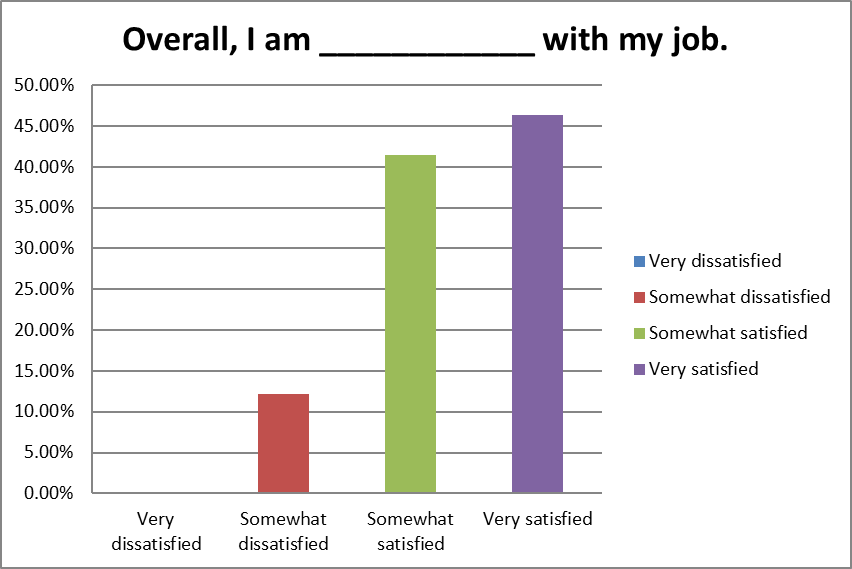 Overall, I am _____________ with my job.
50.00%
45.00%
40.00%
35.00%
30.00%
25.00%
20.00%
15.00%
10.00%
5.00%
0.00%
Very
dissatisfied
Somewhat
dissatisfied
Somewhat
satisfied
Very satisfied
Very dissatisfied
Somewhat dissatisfied
Somewhat satisfied
Very satisfied